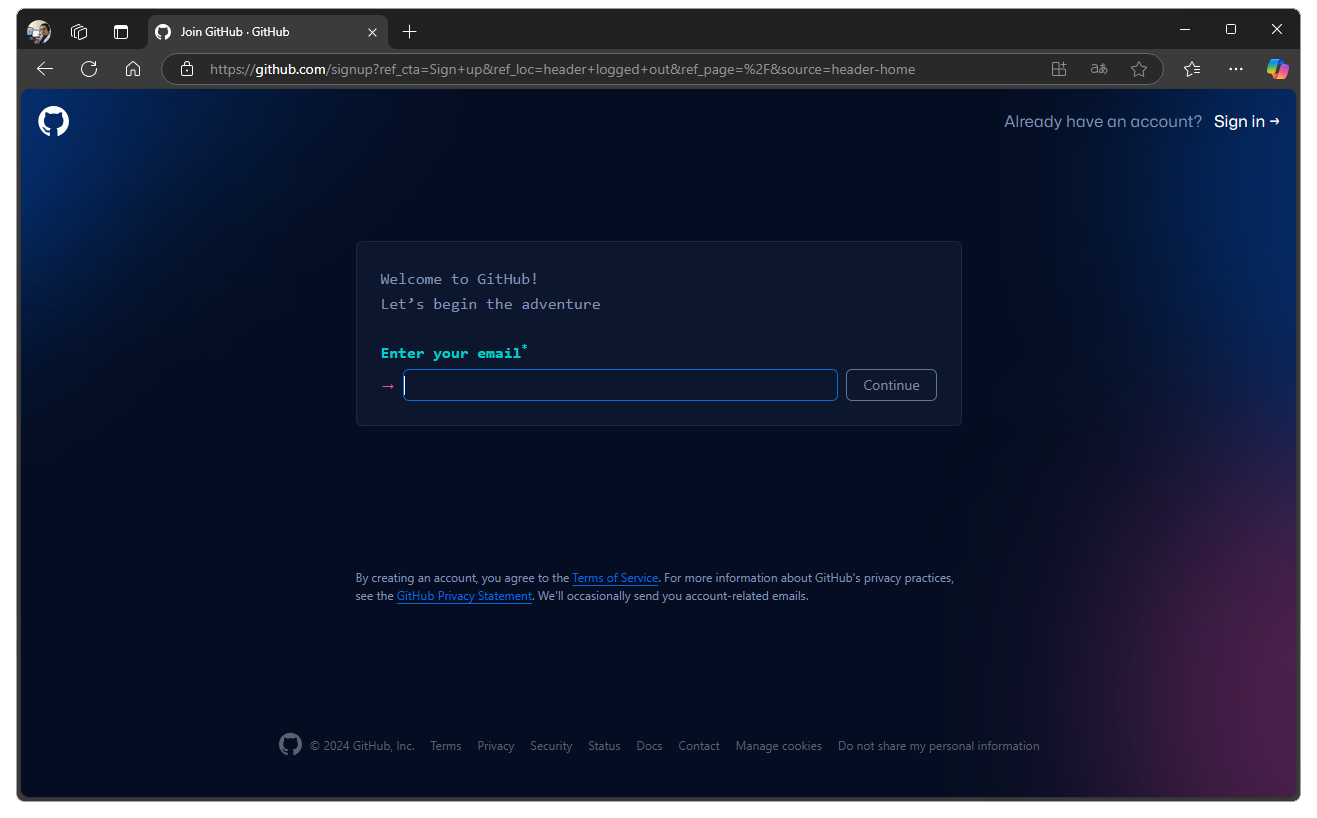 Join GitHub · GitHub
https://github.com/signup?ref_cta=Sign+up&ref_loc=header+logged+out&ref_page=%2F&source=header-home
aあ
Already have an account? Sign in →
Welcome to GitHub!
Let’s begin the adventure
Enter your email*
→
Continue
By creating an account, you agree to the Terms of Service. For more information about GitHub's privacy practices,
see the GitHub Privacy Statement. We'll occasionally send you account-related emails.
© 2024 GitHub, Inc. Terms Privacy Security Status Docs Contact Manage cookies Do not share my personal information